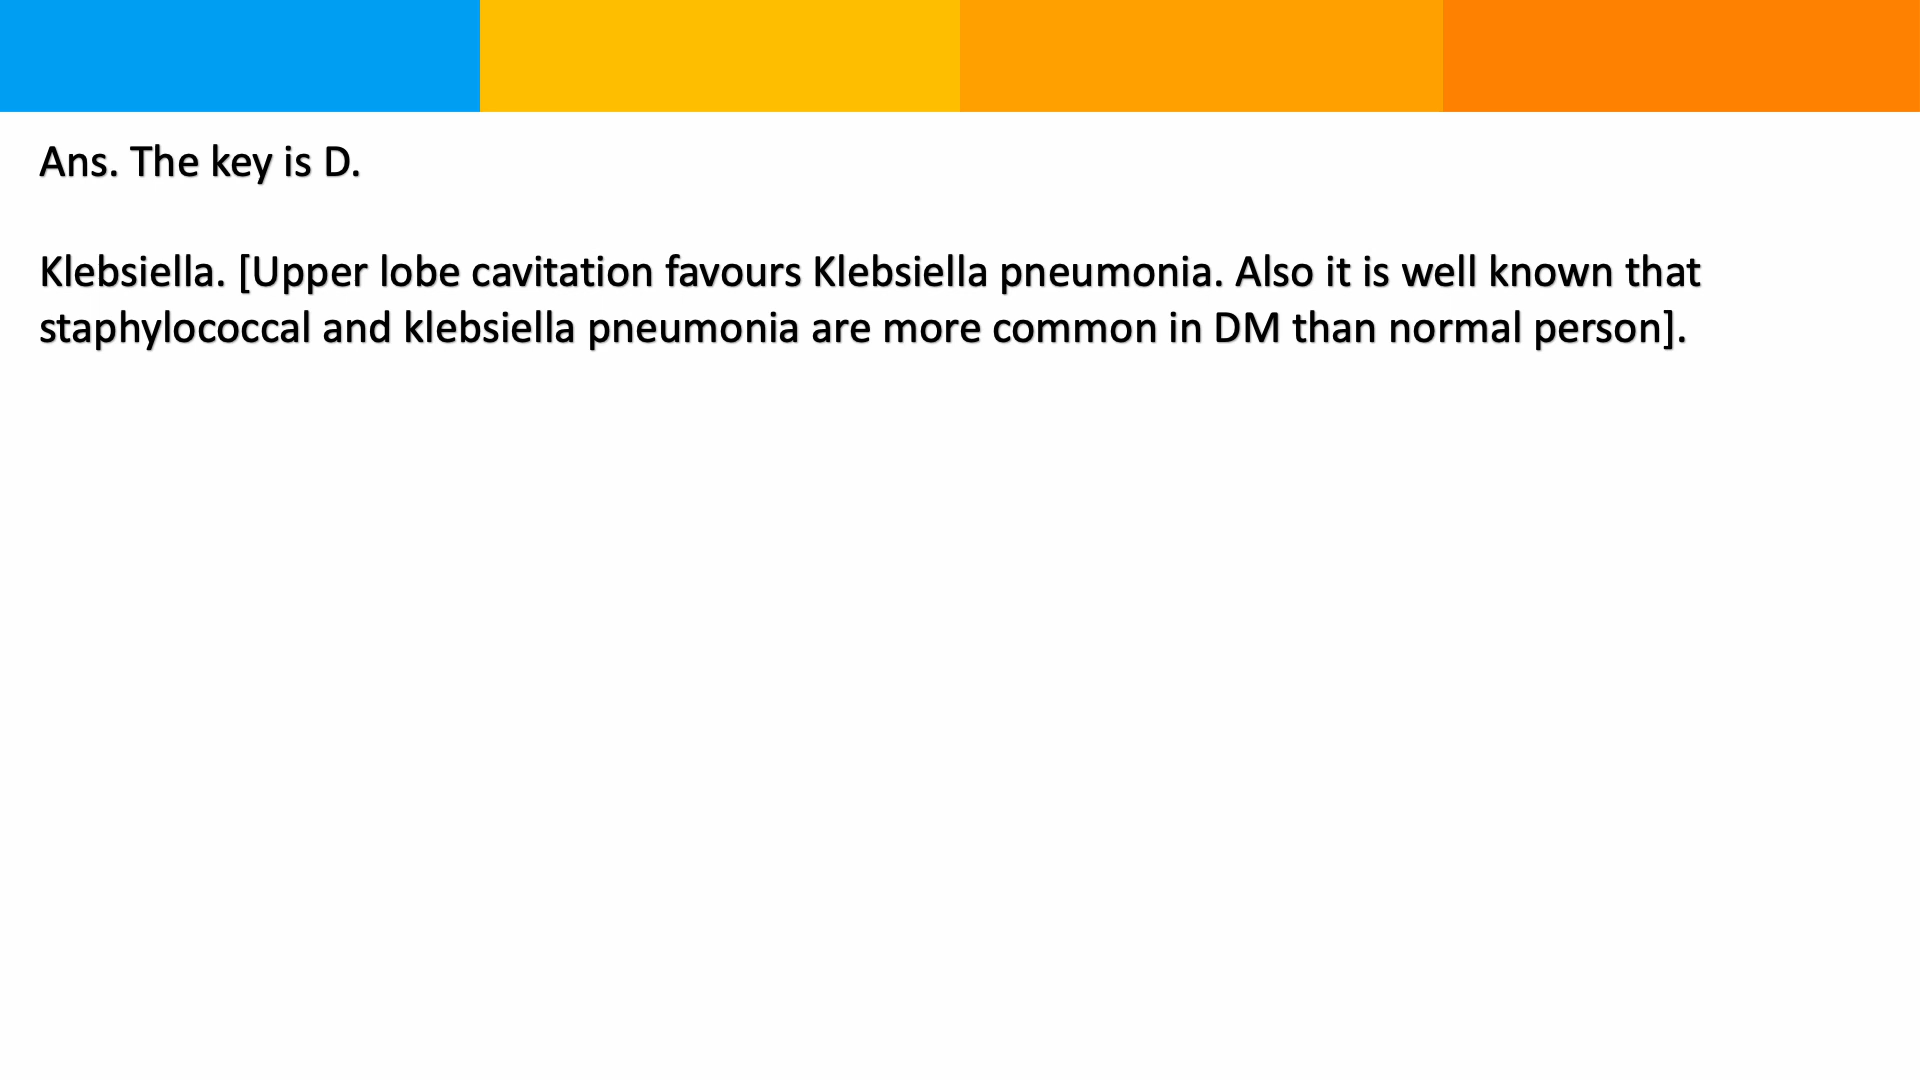 Ans. The key is D.
Klebsiella. [Upper lobe cavitation favours Klebsiella pneumonia. Also it is well known that
staphylococcal and klebsiella pneumonia are more common in DM than normal person].